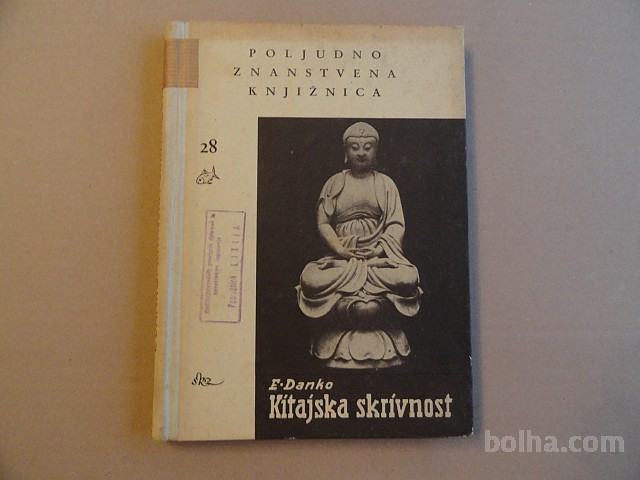 POLJUDNO
ZNANSTVENA
KNJIŽNICA
28
E. Danko
Kitajska skrivnost
bolha.com